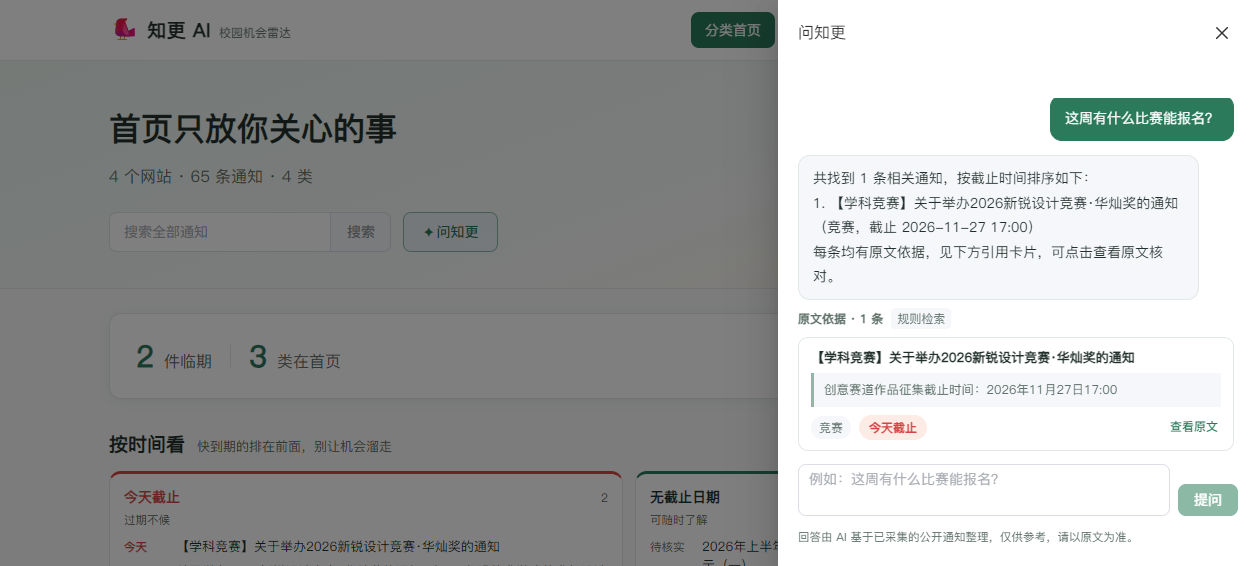 知更 AI 校园机会雷达
分类首页
首页只放你关心的事
4 个网站 · 65 条通知 · 4 类
搜索全部通知
搜索
✦问知更
2 件临期
3 类在首页
按时间看 快到期的排在前面，别让机会溜走
今天截止 2
过期不候
今天 【学科竞赛】关于举办2026新锐设计竞赛·华灿奖的通知
无截止日期
可随时了解
待核实 2026年上半年
元（一）
问知更
这周有什么比赛能报名？
共找到 1 条相关通知，按截止时间排序如下：
1. 【学科竞赛】关于举办2026新锐设计竞赛·华灿奖的通知
（竞赛，截止 2026-11-27 17:00）
每条均有原文依据，见下方引用卡片，可点击查看原文核
对。
原文依据 · 1 条 规则检索
【学科竞赛】关于举办2026新锐设计竞赛·华灿奖的通知
创意赛道作品征集截止时间：2026年11月27日17:00
竞赛 今天截止 查看原文
例如：这周有什么比赛能报名？
提问
回答由 AI 基于已采集的公开通知整理，仅供参考，请以原文为准。